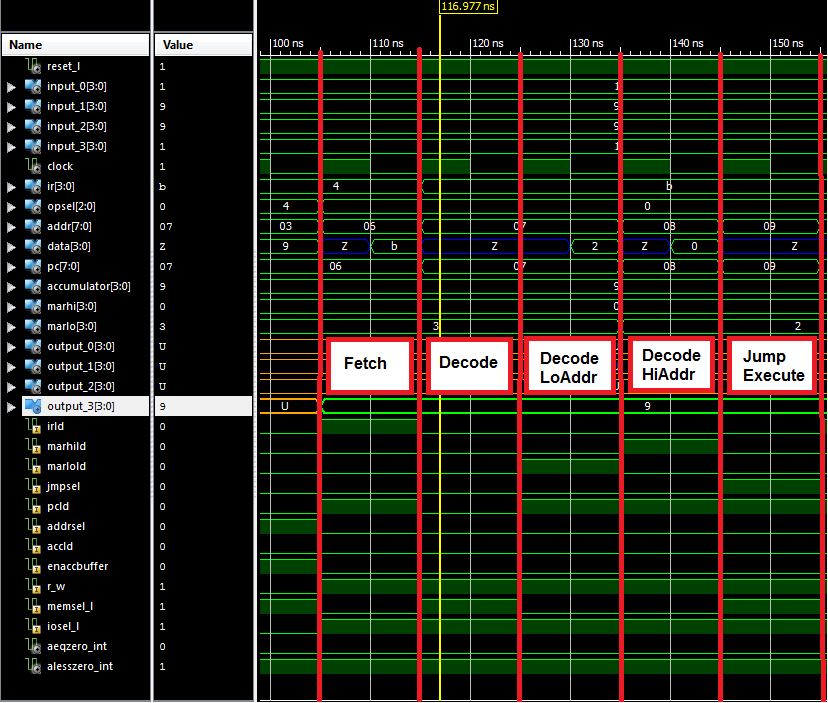 116.977 ns
Name Value
100 ns 110 ns 120 ns 130 ns 140 ns 150 ns
reset_l 1
input_0[3:0] 1 1
input_1[3:0] 9 9
input_2[3:0] 9 9
input_3[3:0] 1 1
clock 1
ir[3:0] b 4 b
opsel[2:0] 0 4 0
addr[7:0] 07 03 05 07 08 09
data[3:0] Z 9 Z b Z 2 Z 0 Z
pc[7:0] 07 06 07 08 09
accumulator[3:0] 9 9
marhi[3:0] 0 0
marlo[3:0] 3 3 2
output_0[3:0] U
output_1[3:0] U
output_2[3:0] U
Fetch
Decode
Decode
LoAddr
Decode
HiAddr
Jump
Execute
output_3[3:0] 9 U 9
irld 0
marhild 0
marlold 0
jmpsel 0
pcld 0
addrsel 0
accld 0
enaccbuffer 0
r_w 1
memsel_l 1
iosel_l 1
aeqzero_int 0
alesszero_int 1